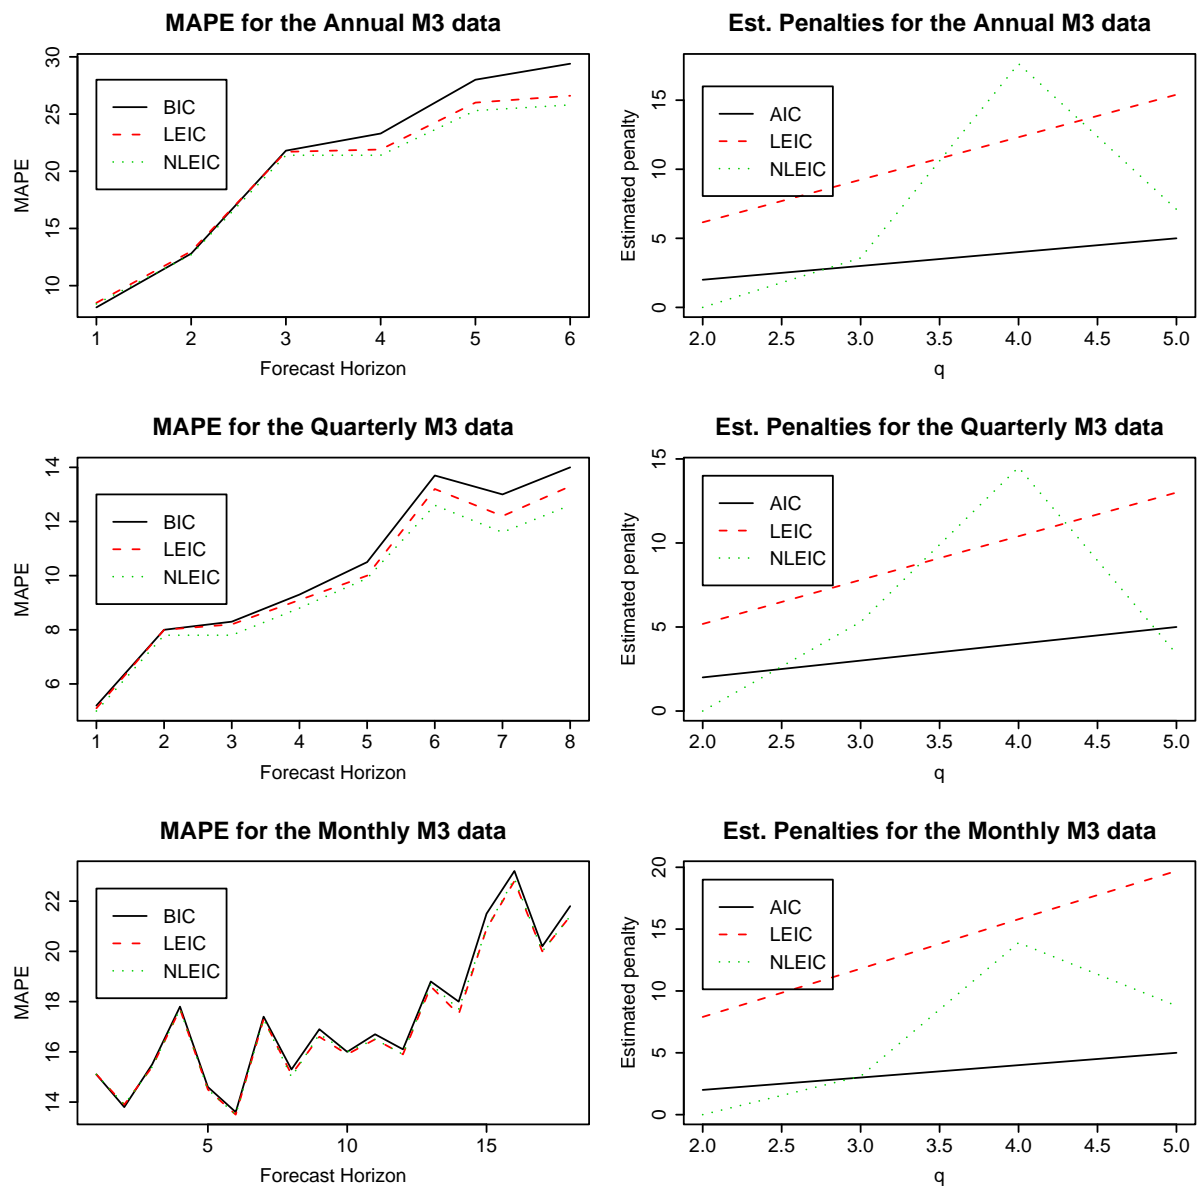 MAPE for the Annual M3 data
30
25
20
15
10
MAPE
BIC
LEIC
NLEIC
1 2 3 4 5 6
Forecast Horizon
Est. Penalties for the Annual M3 data
15
10
5
0
Estimated penalty
AIC
LEIC
NLEIC
2.0 2.5 3.0 3.5 4.0 4.5 5.0
q
MAPE for the Quarterly M3 data
14
12
10
8
6
MAPE
BIC
LEIC
NLEIC
1 2 3 4 5 6 7 8
Forecast Horizon
Est. Penalties for the Quarterly M3 data
15
10
5
0
Estimated penalty
AIC
LEIC
NLEIC
2.0 2.5 3.0 3.5 4.0 4.5 5.0
q
MAPE for the Monthly M3 data
22
20
18
16
14
MAPE
BIC
LEIC
NLEIC
5 10 15
Forecast Horizon
Est. Penalties for the Monthly M3 data
20
15
10
5
0
Estimated penalty
AIC
LEIC
NLEIC
2.0 2.5 3.0 3.5 4.0 4.5 5.0
q